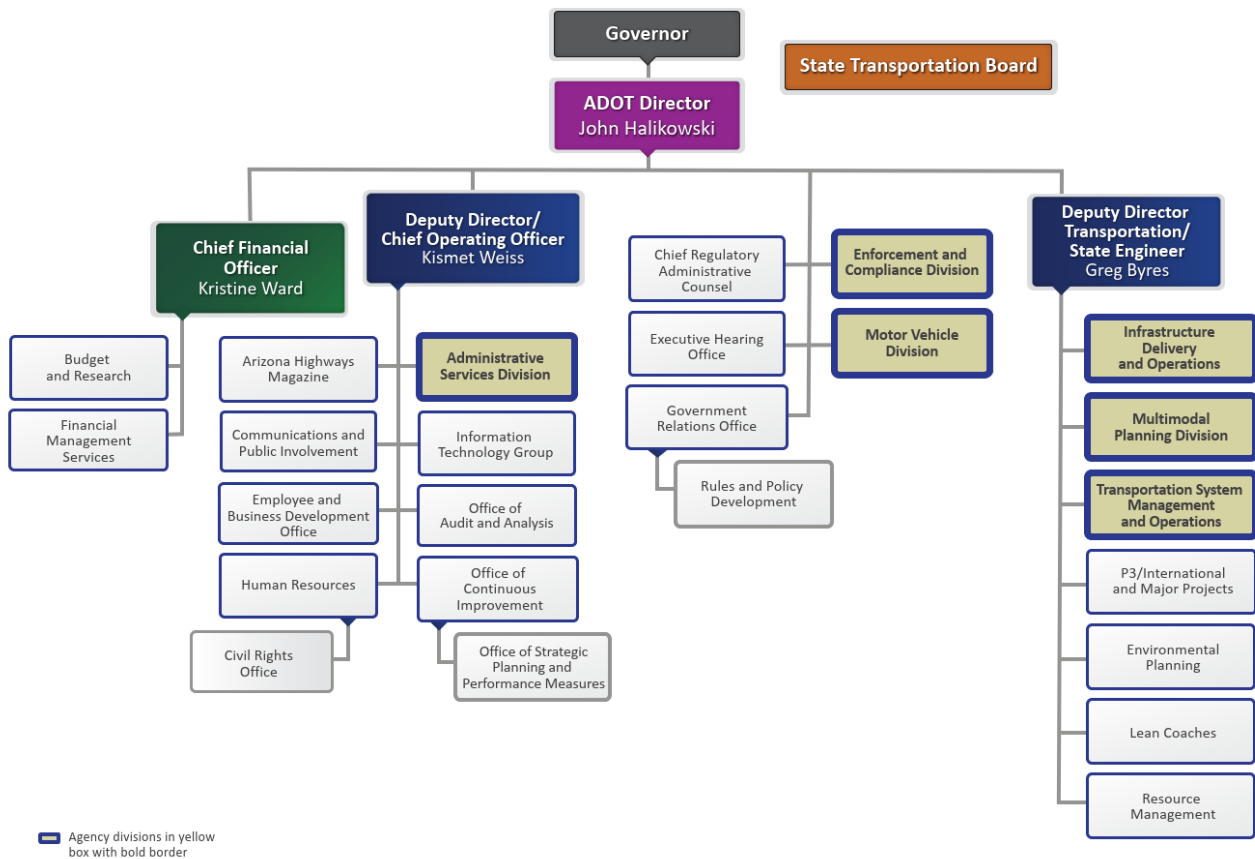 Governor
State Transportation Board
ADOT Director
John Halikowski
Chief Financial
Officer
Kristine Ward
Budget
and Research
Financial
Management
Services
Deputy Director/
Chief Operating Officer
Kismet Weiss
Arizona Highways
Magazine
Administrative
Services Division
Communications and
Public Involvement
Information
Technology Group
Employee and
Business Development
Office
Office of
Audit and Analysis
Human Resources
Office of
Continuous
Improvement
Civil Rights
Office
Office of Strategic
Planning and
Performance Measures
Chief Regulatory
Administrative
Counsel
Enforcement and
Compliance Division
Executive Hearing
Office
Motor Vehicle
Division
Government
Relations Office
Rules and Policy
Development
Deputy Director
Transportation/
State Engineer
Greg Byres
Infrastructure
Delivery
and Operations
Multimodal
Planning Division
Transportation System
Management
and Operations
P3/International
and Major Projects
Environmental
Planning
Lean Coaches
Resource
Management
Agency divisions in yellow
box with bold border